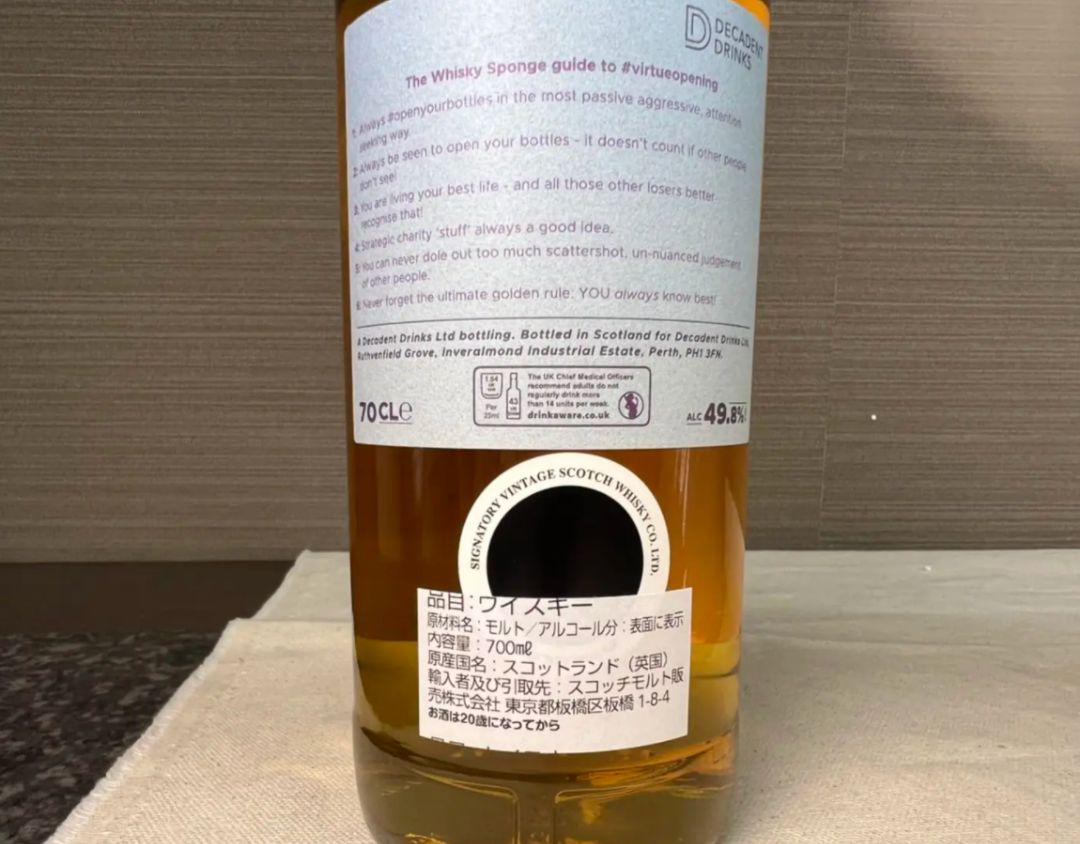 DECADENT
DRINKS
The Whisky Sponge guide to #virtueopening
1: Always #openyourbottles in the most passive aggressive, attention
seeking way.
2: Always be seen to open your bottles - it doesn't count if other people
don't see!
3: You are living your best life - and all those other losers better
recognise that!
4: Strategic charity 'stuff' always a good idea.
5: You can never dole out too much scattershot, un-nuanced judgement
of other people.
6: Never forget the ultimate golden rule: YOU always know best!
A Decadent Drinks Ltd bottling. Bottled in Scotland for Decadent Drinks Ltd,
Ruthvenfield Grove, Inveralmond Industrial Estate, Perth, PH1 3FN.
The UK Chief Medical Officers
recommend adults do not
regularly drink more
than 14 units per week.
drinkaware.co.uk
Per
25ml
43
70CLe
ALC 49.8%
SIGNATORY VINTAGE SCOTCH WHISKY CO. LTD.
品目：ウイスキー
原材料名：モルト／アルコール分：表面に表示
内容量：700㎖
原産国名：スコットランド（英国）
輸入者及び引取先：スコッチモルト販
売株式会社 東京都板橋区板橋 1-8-4
お酒は20歳になってから